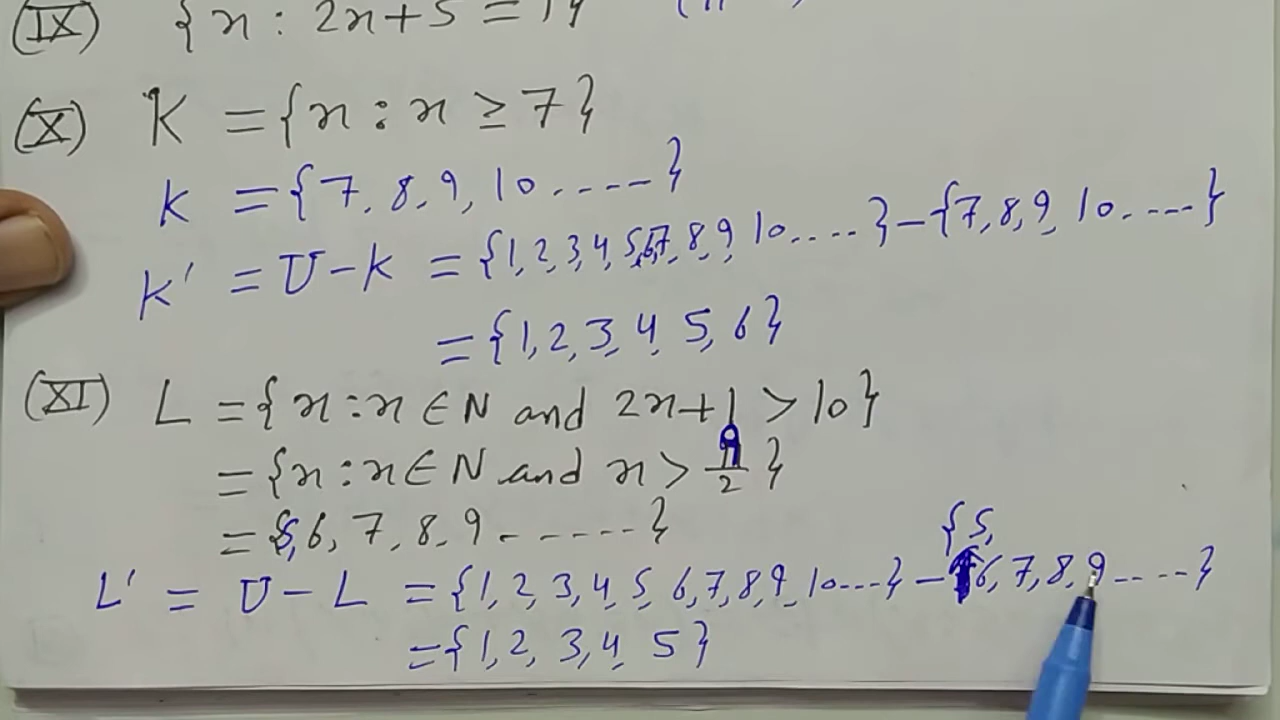 (IX) {x : 2x+5 =
(X) K = {x : x ≥ 7}
K = {7, 8, 9, 10.....}
K' = U-K = {1, 2, 3, 4, 5, 6, 7, 8, 9, 10.....} - {7, 8, 9, 10.....}
= {1, 2, 3, 4, 5, 6}
(XI) L = {x : x ∈ N and 2x+1 > 10}
= {x : x ∈ N and x > 9/2}
= {5, 6, 7, 8, 9 - - - - - -}
{5,
L' = U - L = {1, 2, 3, 4, 5, 6, 7, 8, 9, 10....} - 6, 7, 8, 9.....}
= {1, 2, 3, 4, 5}